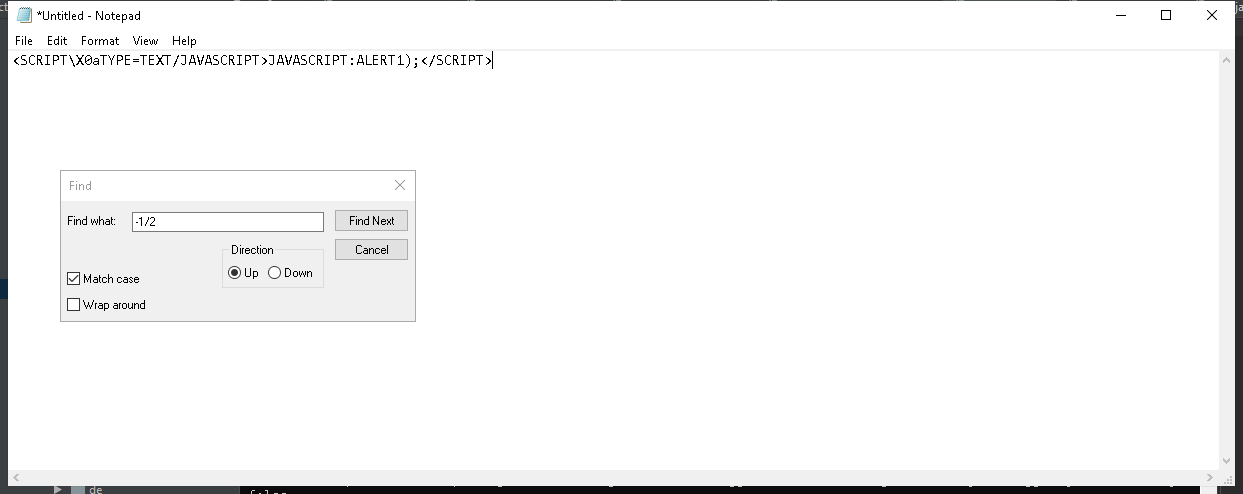 *Untitled - Notepad
File Edit Format View Help
<SCRIPT\X0aTYPE=TEXT/JAVASCRIPT>JAVASCRIPT:ALERT1);</SCRIPT>
Find
Find what: -1/2 Find Next
Direction Cancel
Up Down
Match case
Wrap around
de